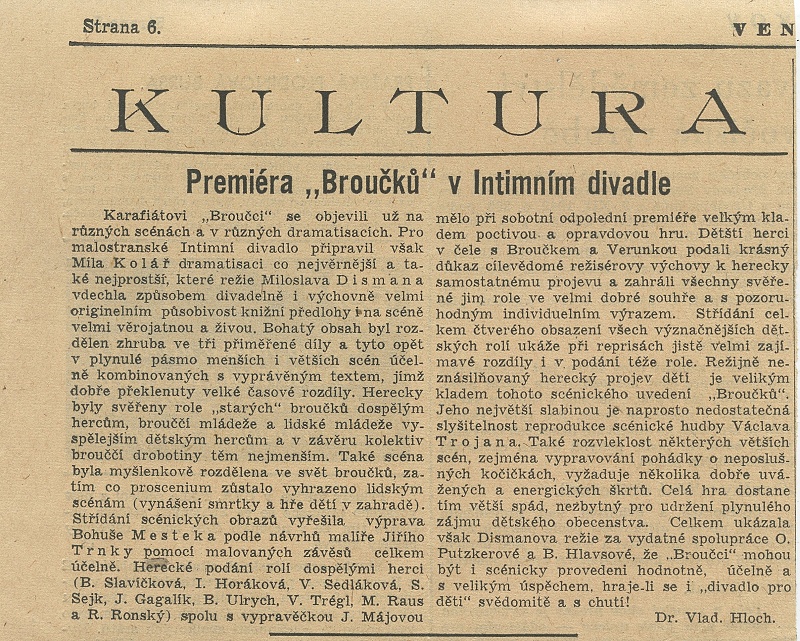 Strana 6.
VEN
KULTURA
Premiéra „Broučků" v Intimním divadle
Karafiátovi „Broučci" se objevili už na
různých scénách a v různých dramatisacích. Pro
malostranské Intimní divadlo připravil však
Míla Kolář dramatisaci co nejvěrnější a ta-
ké nejprostší, které režie Miloslava Dismana
vdechla způsobem divadelně i výchovně velmi
originelním působivost knižní předlohy i na scéně
velmi věrojatnou a živou. Bohatý obsah byl roz-
dělen zhruba ve tři přiměřené díly a tyto opět
v plynulé pásmo menších i větších scén účel-
ně kombinovaných s vyprávěným textem, jímž
dobře překlenuty velké časové rozdíly. Herecky
byly svěřeny role „starých" broučků dospělým
hercům, broučcí mládeže a lidské mládeže vy-
spělejším dětským hercům a v závěru kolektiv
broučcí drobotiny těm nejmenším. Také scéna
byla myšlenkově rozdělena ve svět broučků, za-
tím co proscenium zůstalo vyhrazeno lidským
scénám (vynášení smrtky a hře dětí v zahradě).
Střídání scénických obrazů vyřešila výprava
Bohuše Mesteka podle návrhů malíře Jiřího
Trnky pomocí malovaných závěsů celkem
účelně. Herecké podání rolí dospělými herci
(B. Slavíčková, I. Horáková, V. Sedláková, S.
Sejk, J. Gagalík, B. Ulrych, V. Trégl, M. Raus
a R. Ronský) spolu s vypravěčkou J. Májovou
mělo při sobotní odpolední premiéře velkým kla-
dem poctivou a opravdovou hru. Dětští herci
v čele s Broučkem a Verunkou podali krásný
důkaz cílevědomé režisérovy výchovy k herecky
samostatnému projevu a zahráli všechny svěře-
né jim role ve velmi dobré souhře a s pozoru-
hodným individuelním výrazem. Střídání cel-
kem čtverého obsazení všech význačnějších dět-
ských rolí ukáže při reprisách jistě velmi zají-
mavé rozdíly i v podání téže role. Režijně ne-
znásilňovaný herecký projev dětí je velikým
kladem tohoto scénického uvedení „Broučků".
Jeho největší slabinou je naprosto nedostatečná
slyšitelnost reprodukce scénické hudby Václava
Trojana. Také rozvleklost některých větších
scén, zejména vypravování pohádky o neposluš-
ných kočičkách, vyžaduje několika dobře uvá-
žených a energických škrtů. Celá hra dostane
tím větší spád, nezbytný pro udržení plynulého
zájmu dětského obecenstva. Celkem ukázala
však Dismanova režie za vydatné spolupráce O.
Putzkerové a B. Hlavsové, že „Broučci" mohou
být i scénicky provedeni hodnotně, účelně a
s velikým úspěchem, hraje-li se i „divadlo pro
děti" svědomitě a s chutí!
Dr. Vlad. Hloch.